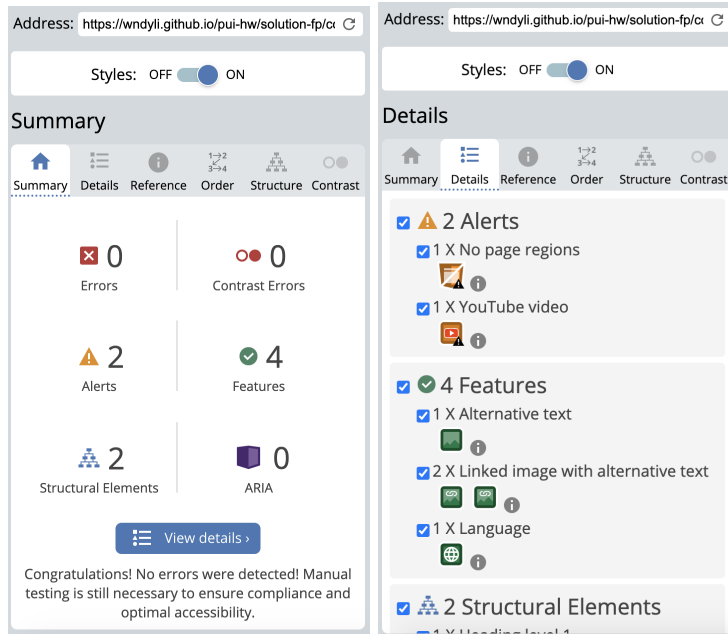 Address: https://wndyli.github.io/pui-hw/solution-fp/c
Styles: OFF ON
Summary
Summary Details Reference Order Structure Contrast
0 Errors
0 Contrast Errors
2 Alerts
4 Features
2 Structural Elements
0 ARIA
View details ›
Congratulations! No errors were detected! Manual
testing is still necessary to ensure compliance and
optimal accessibility.
Address: https://wndyli.github.io/pui-hw/solution-fp/c
Styles: OFF ON
Details
Summary Details Reference Order Structure Contrast
2 Alerts
1 X No page regions
1 X YouTube video
4 Features
1 X Alternative text
2 X Linked image with alternative text
1 X Language
2 Structural Elements
1 X Heading level 1